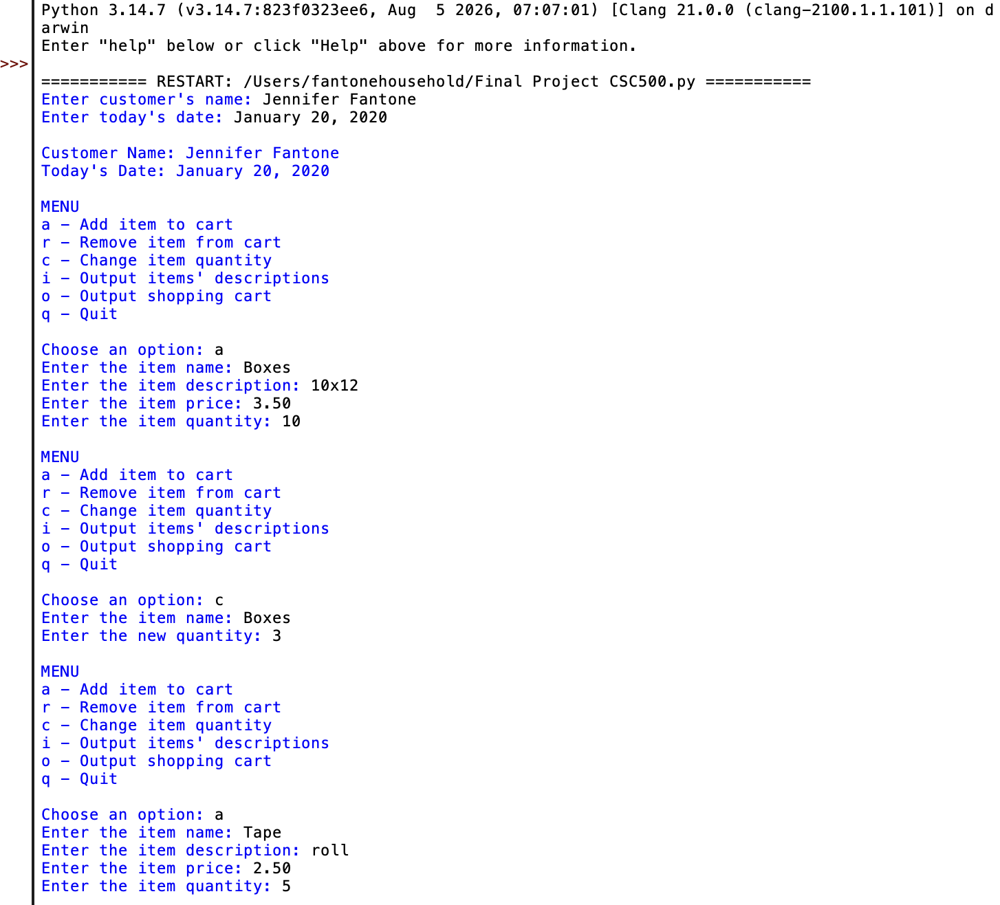 Python 3.14.7 (v3.14.7:823f0323ee6, Aug  5 2026, 07:07:01) [Clang 21.0.0 (clang-2100.1.1.101)] on d
arwin
Enter "help" below or click "Help" above for more information.
>>>
=========== RESTART: /Users/fantonehousehold/Final Project CSC500.py ===========
Enter customer's name: Jennifer Fantone
Enter today's date: January 20, 2020

Customer Name: Jennifer Fantone
Today's Date: January 20, 2020

MENU
a - Add item to cart
r - Remove item from cart
c - Change item quantity
i - Output items' descriptions
o - Output shopping cart
q - Quit

Choose an option: a
Enter the item name: Boxes
Enter the item description: 10x12
Enter the item price: 3.50
Enter the item quantity: 10

MENU
a - Add item to cart
r - Remove item from cart
c - Change item quantity
i - Output items' descriptions
o - Output shopping cart
q - Quit

Choose an option: c
Enter the item name: Boxes
Enter the new quantity: 3

MENU
a - Add item to cart
r - Remove item from cart
c - Change item quantity
i - Output items' descriptions
o - Output shopping cart
q - Quit

Choose an option: a
Enter the item name: Tape
Enter the item description: roll
Enter the item price: 2.50
Enter the item quantity: 5